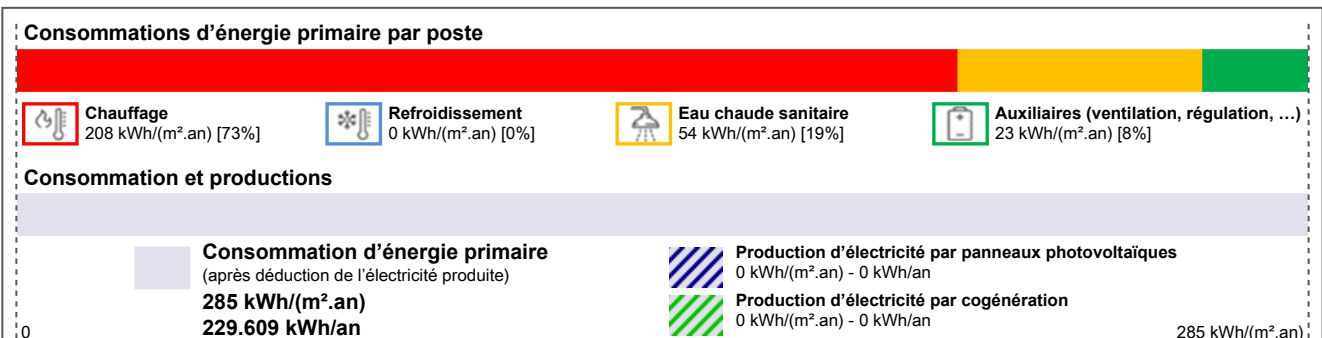 Consommations d’énergie primaire par poste
Chauffage
208 kWh/(m².an) [73%]
Refroidissement
0 kWh/(m².an) [0%]
Eau chaude sanitaire
54 kWh/(m².an) [19%]
Auxiliaires (ventilation, régulation, …)
23 kWh/(m².an) [8%]
Consommation et productions
Consommation d’énergie primaire
(après déduction de l’électricité produite)
285 kWh/(m².an)
229.609 kWh/an
Production d’électricité par panneaux photovoltaïques
0 kWh/(m².an) - 0 kWh/an
Production d’électricité par cogénération
0 kWh/(m².an) - 0 kWh/an
0
285 kWh/(m².an)